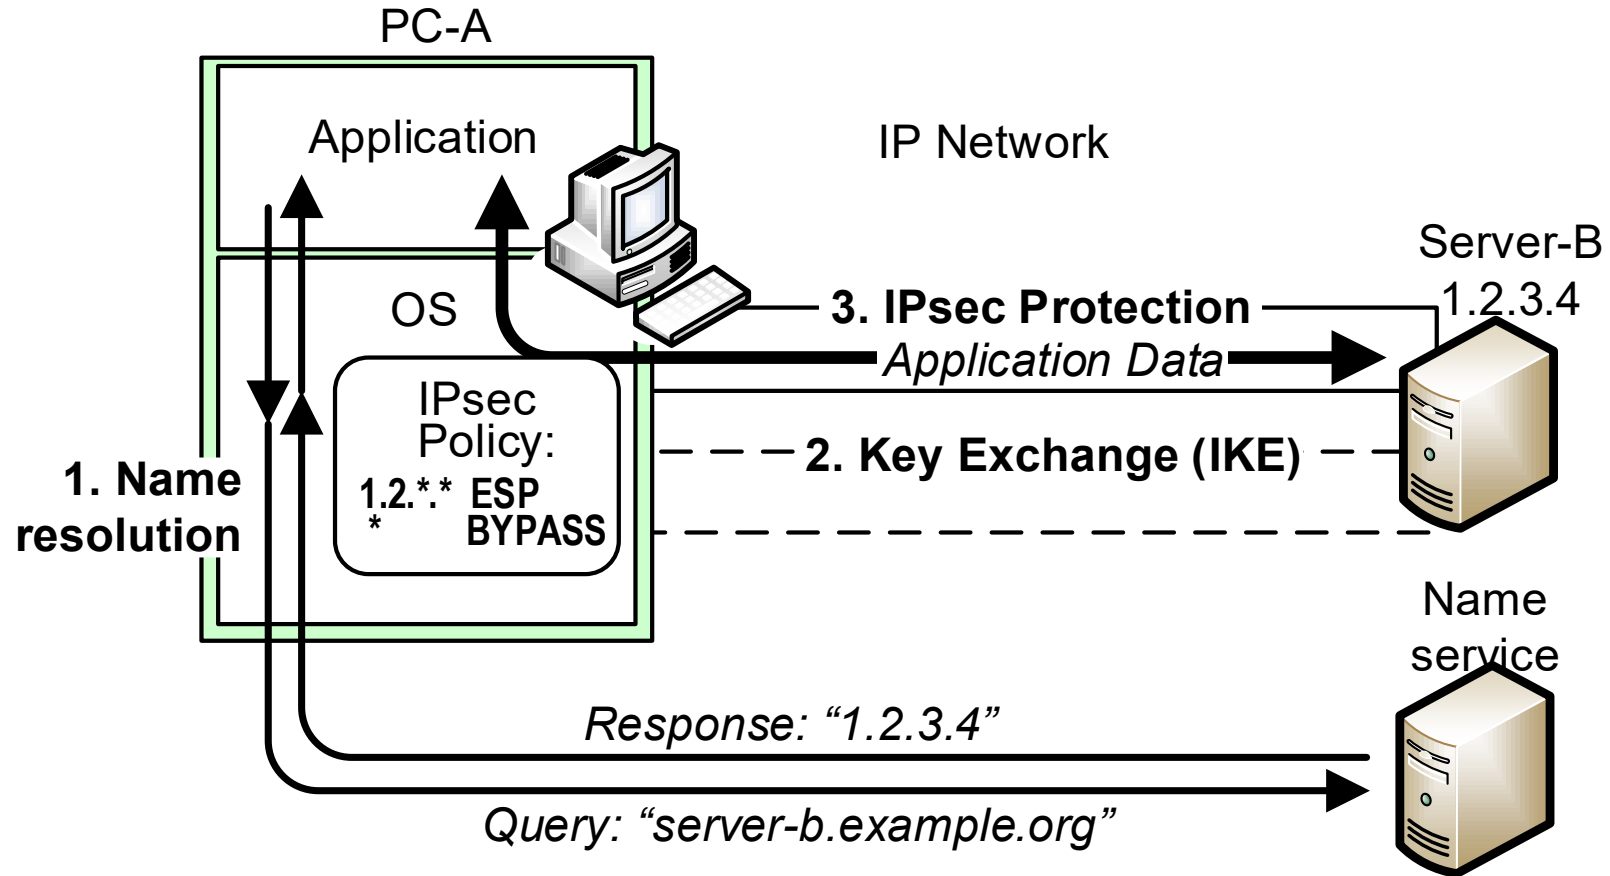 PC-A
Application
IP Network
Server-B
1.2.3.4
OS
3. IPsec Protection
Application Data
IPsec
Policy:
1.2.*.* ESP
* BYPASS
2. Key Exchange (IKE)
1. Name
resolution
Name
service
Response: “1.2.3.4”
Query: “server-b.example.org”